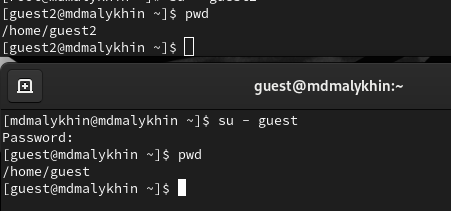 [guest2@mdmalykhin ~]$ pwd
/home/guest2
[guest2@mdmalykhin ~]$
guest@mdmalykhin:~
[mdmalykhin@mdmalykhin ~]$ su - guest
Password:
[guest@mdmalykhin ~]$ pwd
/home/guest
[guest@mdmalykhin ~]$